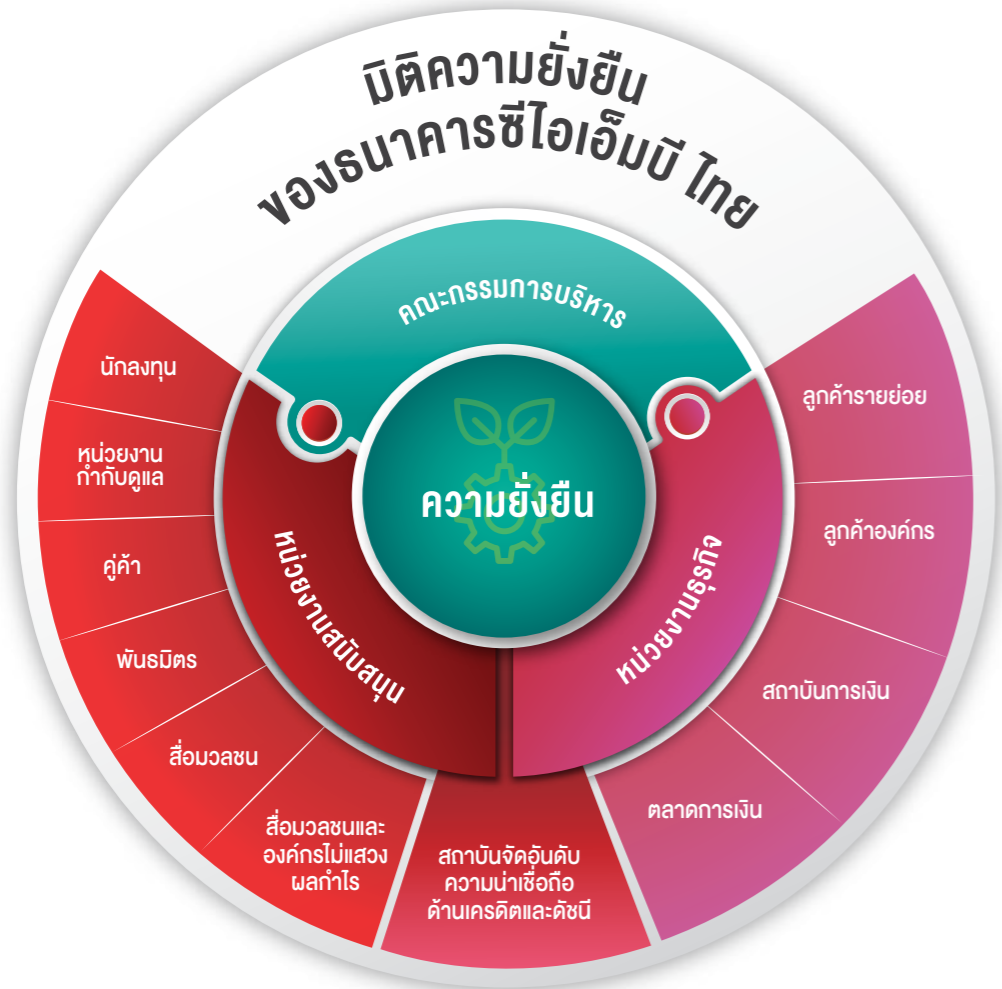 มิติความยั่งยืน
ของธนาคารซีไอเอ็มบี ไทย
คณะกรรมการบริหาร
ความยั่งยืน
หน่วยงานสนับสนุน
หน่วยงานธุรกิจ
นักลงทุน
หน่วยงาน
กำกับดูแล
คู่ค้า
พันธมิตร
สื่อมวลชน
สื่อมวลชนและ
องค์กรไม่แสวง
ผลกำไร
สถาบันจัดอันดับ
ความน่าเชื่อถือ
ด้านเครดิตและดัชนี
ตลาดการเงิน
สถาบันการเงิน
ลูกค้าองค์กร
ลูกค้ารายย่อย